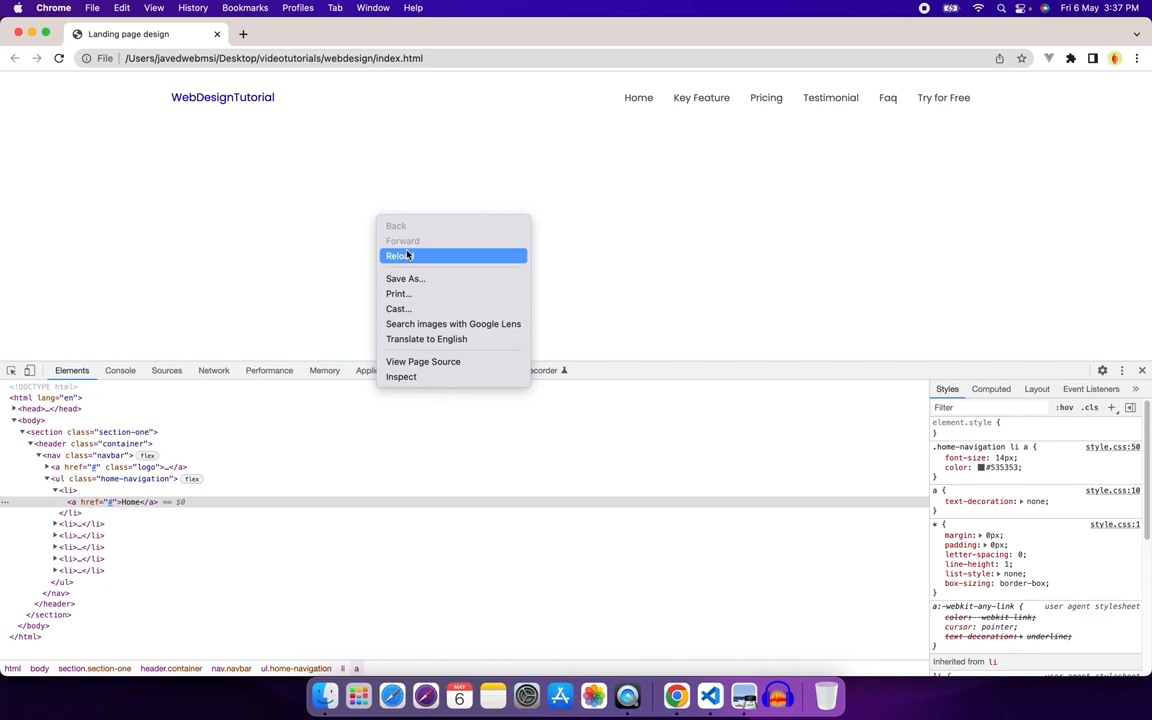 Chrome File Edit View History Bookmarks Profiles Tab Window Help Fri 6 May 3:37 PM
Landing page design
File /Users/javedwebmsi/Desktop/videotutorials/webdesign/index.html
WebDesignTutorial Home Key Feature Pricing Testimonial Faq Try for Free
Back
Forward
Reload
Save As...
Print...
Cast...
Search images with Google Lens
Translate to English
View Page Source
Inspect
Elements Console Sources Network Performance Memory
<!DOCTYPE html>
<html lang="en">
<head>…</head>
<body>
<section class="section-one">
<header class="container">
<nav class="navbar"> flex
<a href="#" class="logo">…</a>
<ul class="home-navigation"> flex
<li>
<a href="#">Home</a> == $0
</li>
<li>…</li>
<li>…</li>
<li>…</li>
<li>…</li>
<li>…</li>
</ul>
</nav>
</header>
</section>
</body>
</html>
html body section.section-one header.container nav.navbar ul.home-navigation li a
Styles Computed Layout Event Listeners »
Filter :hov .cls +
element.style {
}
.home-navigation li a { style.css:50
font-size: 14px;
color: #535353;
}
a { style.css:10
text-decoration: none;
}
* { style.css:1
margin: 0px;
padding: 0px;
letter-spacing: 0;
line-height: 1;
list-style: none;
box-sizing: border-box;
}
a:-webkit-any-link { user agent stylesheet
color: -webkit-link;
cursor: pointer;
text-decoration: underline;
}
Inherited from li
MAY
6